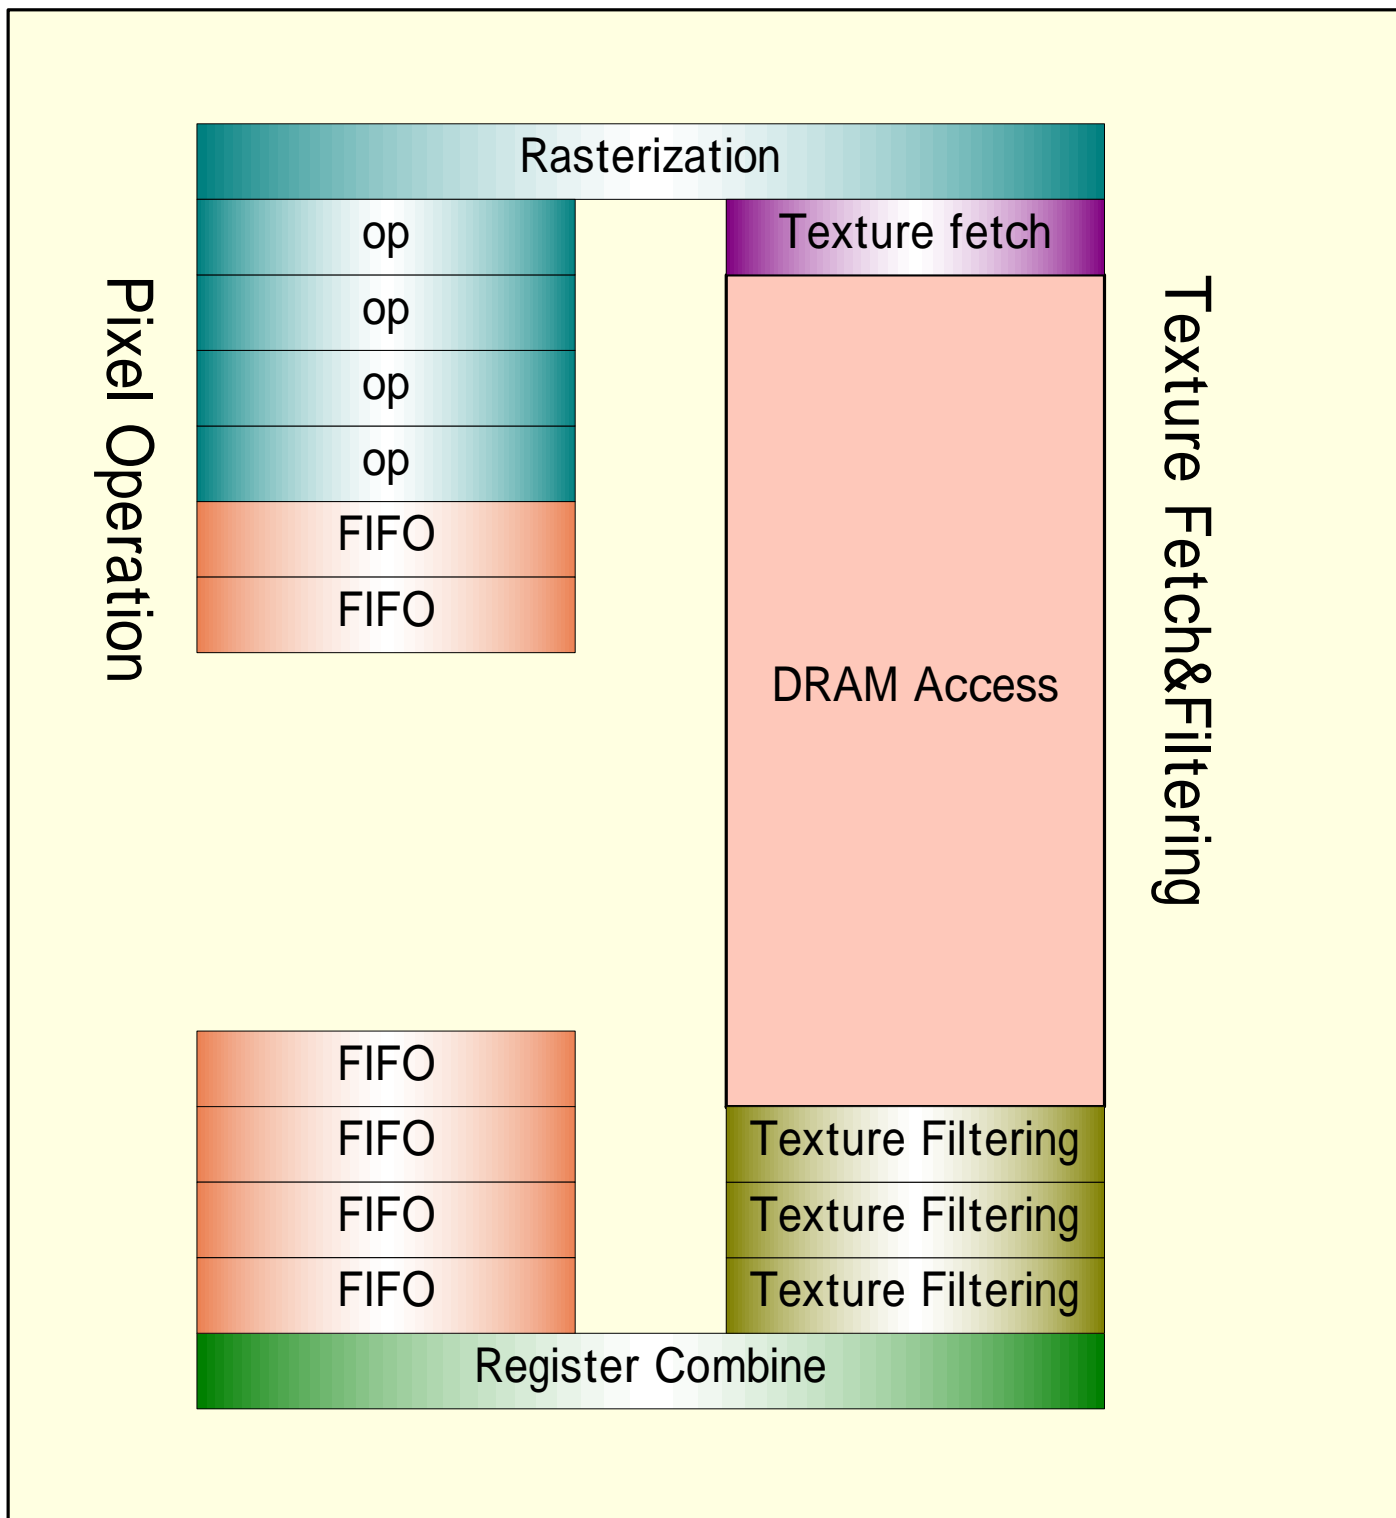 Rasterization
Pixel Operation
op
op
op
op
FIFO
FIFO
FIFO
FIFO
FIFO
FIFO
Texture fetch
DRAM Access
Texture Filtering
Texture Filtering
Texture Filtering
Texture Fetch&Filtering
Register Combine